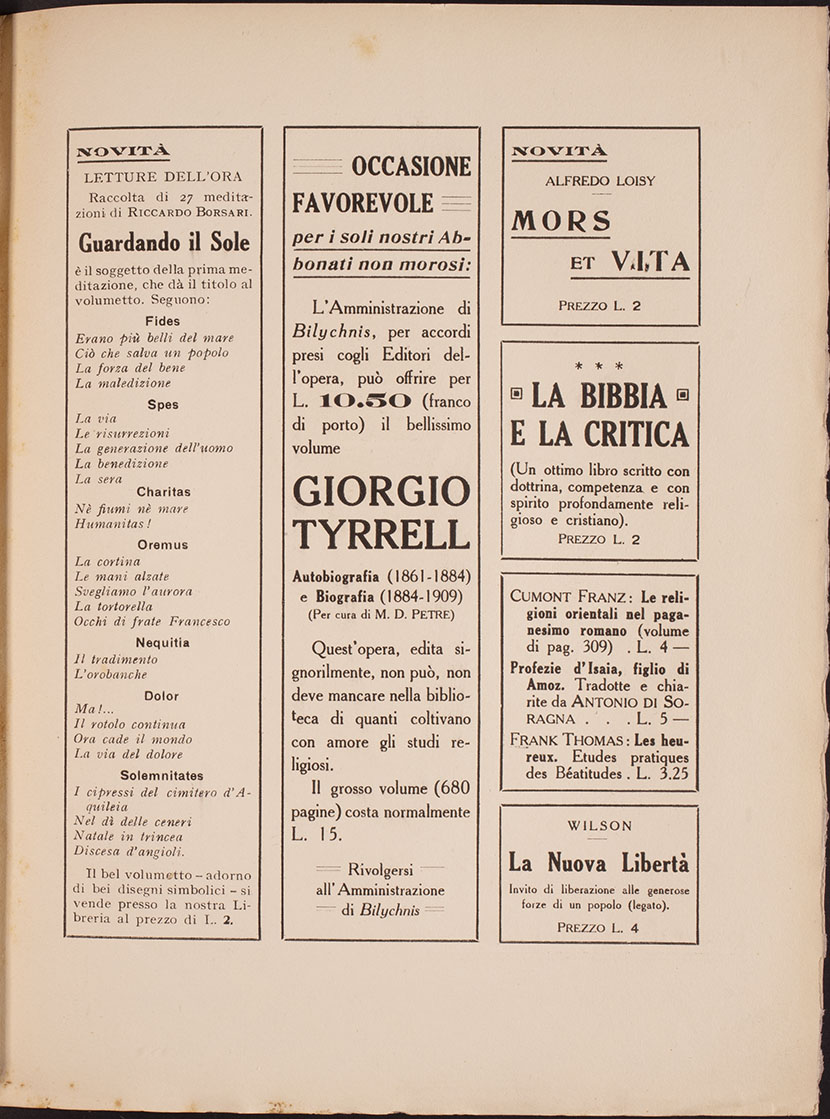 NOVITÀ
LETTURE DELL'ORA
Raccolta di 27 medita-
zioni di RICCARDO BORSARI.
Guardando il Sole
è il soggetto della prima me-
ditazione, che dà il titolo al
volumetto. Seguono:
Fides
Erano più belli del mare
Ciò che salva un popolo
La forza del bene
La maledizione
Spes
La via
Le risurrezioni
La generazione dell'uomo
La benedizione
La sera
Charitas
Nè fiumi nè mare
Humanitas!
Oremus
La cortina
Le mani alzate
Svegliamo l'aurora
La tortorella
Occhi di frate Francesco
Nequitia
Il tradimento
L'orobanche
Dolor
Ma!...
Il rotolo continua
Ora cade il mondo
La via del dolore
Solemnitates
I cipressi del cimitero d'A-
quileia
Nel dì delle ceneri
Natale in trincea
Discesa d'angioli.
Il bel volumetto – adorno
di bei disegni simbolici – si
vende presso la nostra Li-
breria al prezzo di L. 2.
OCCASIONE
FAVOREVOLE
per i soli nostri Ab-
bonati non morosi:
L'Amministrazione di
Bilychnis, per accordi
presi cogli Editori del-
l'opera, può offrire per
L. 10.50 (franco
di porto) il bellissimo
volume
GIORGIO
TYRRELL
Autobiografia (1861-1884)
e Biografia (1884-1909)
(Per cura di M. D. PETRE)
Quest'opera, edita si-
gnorilmente, non può, non
deve mancare nella biblio-
teca di quanti coltivano
con amore gli studi re-
ligiosi.
Il grosso volume (680
pagine) costa normalmente
L. 15.
Rivolgersi
all'Amministrazione
di Bilychnis
NOVITÀ
ALFREDO LOISY
MORS
ET VITA
PREZZO L. 2
* * *
LA BIBBIA
E LA CRITICA
(Un ottimo libro scritto con
dottrina, competenza e con
spirito profondamente reli-
gioso e cristiano).
PREZZO L. 2
CUMONT FRANZ: Le reli-
gioni orientali nel paga-
nesimo romano (volume
di pag. 309) . L. 4 —
Profezie d'Isaia, figlio di
Amoz. Tradotte e chia-
rite da ANTONIO DI SO-
RAGNA . . . L. 5 —
FRANK THOMAS: Les heu-
reux. Etudes pratiques
des Béatitudes . L. 3.25
WILSON
La Nuova Libertà
Invito di liberazione alle generose
forze di un popolo (legato).
PREZZO L. 4